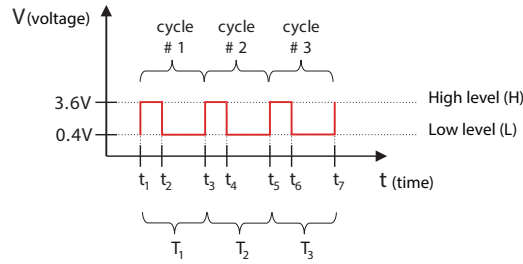 V(voltage)
cycle # 1
cycle # 2
cycle # 3
3.6V
High level (H)
0.4V
Low level (L)
t₁ t₂ t₃ t₄ t₅ t₆ t₇
t (time)
T₁ T₂ T₃